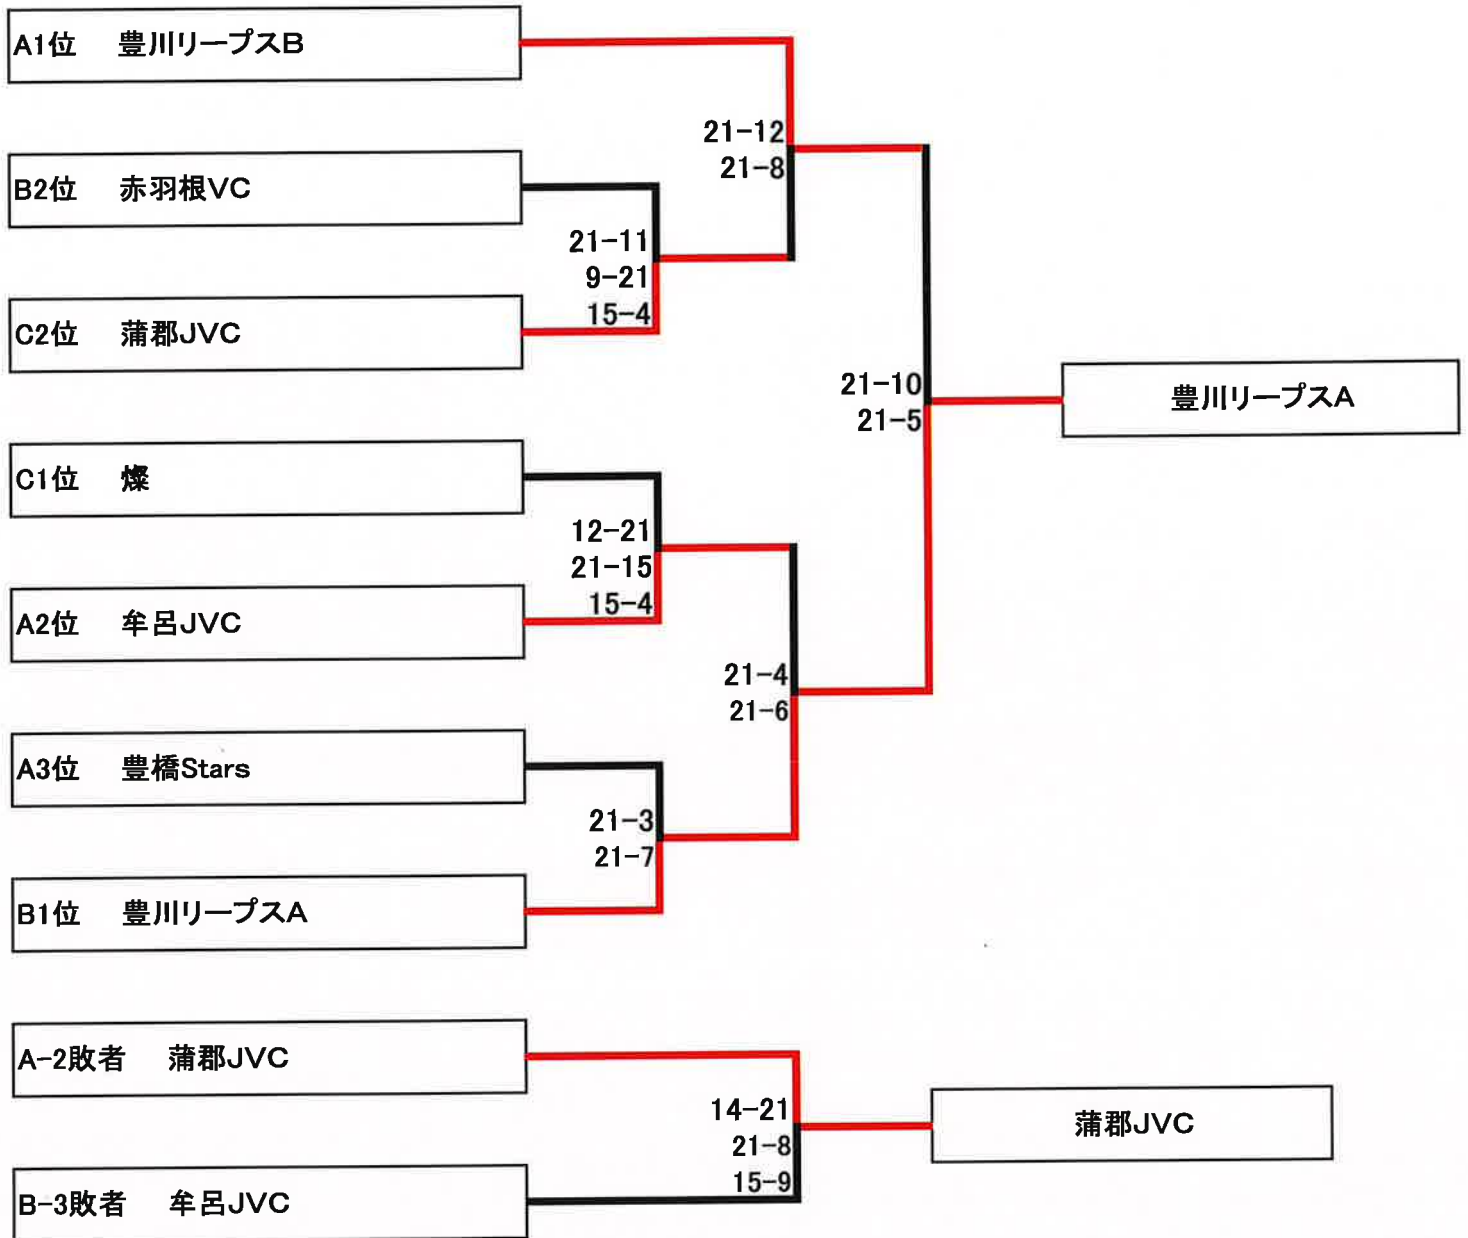 A1位 豊川リープスB
21-12
21-8
B2位 赤羽根VC
21-11
9-21
15-4
C2位 蒲郡JVC
21-10
21-5
豊川リープスA
C1位 燦
12-21
21-15
15-4
A2位 牟呂JVC
21-4
21-6
A3位 豊橋Stars
21-3
21-7
B1位 豊川リープスA
A-2敗者 蒲郡JVC
14-21
21-8
15-9
蒲郡JVC
B-3敗者 牟呂JVC